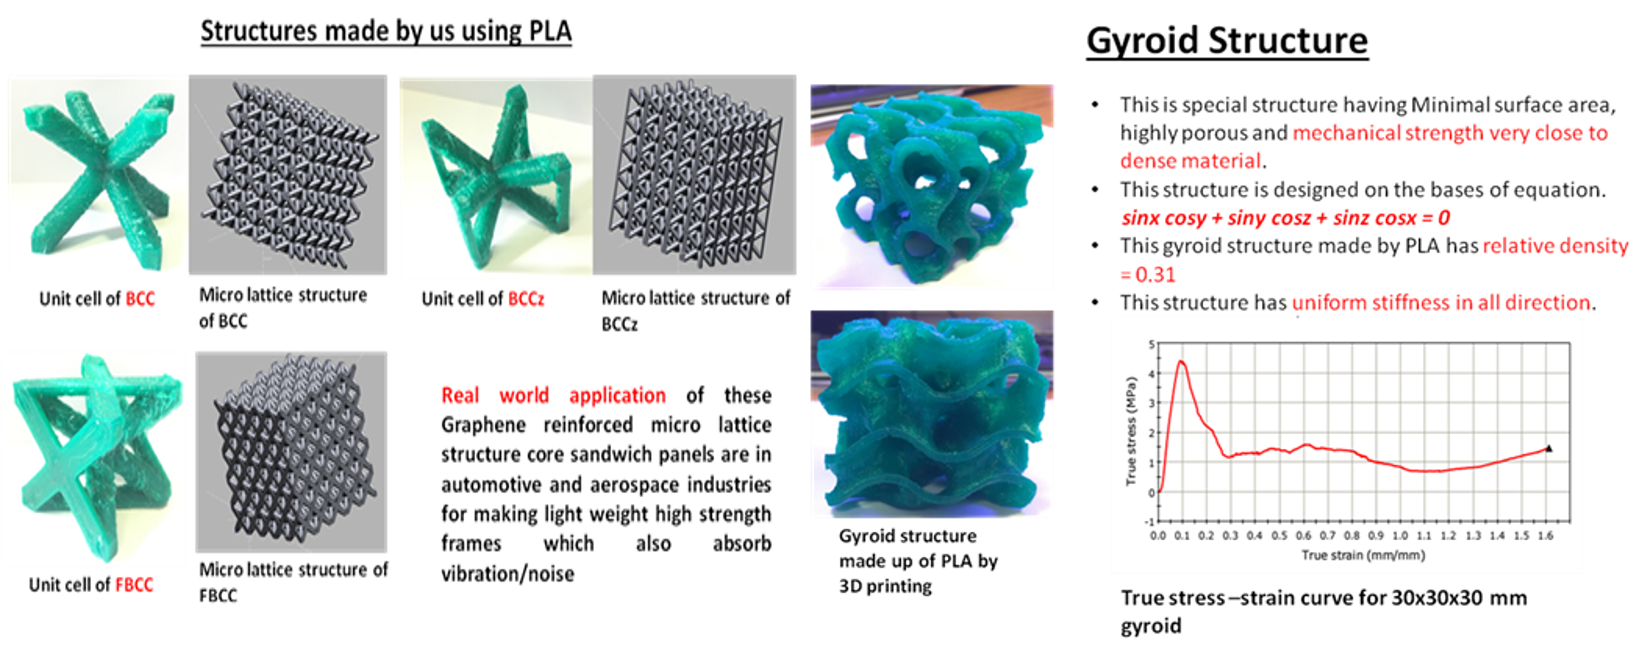 Structures made by us using PLA
Unit cell of BCC
Micro lattice structure
of BCC
Unit cell of BCCz
Micro lattice structure of
BCCz
Unit cell of FBCC
Micro lattice structure of
FBCC
Real world application of these
Graphene reinforced micro lattice
structure core sandwich panels are in
automotive and aerospace industries
for making light weight high strength
frames which also absorb
vibration/noise
Gyroid structure
made up of PLA by
3D printing
Gyroid Structure
• This is special structure having Minimal surface area,
highly porous and mechanical strength very close to
dense material.
• This structure is designed on the bases of equation.
sinx cosy + siny cosz + sinz cosx = 0
• This gyroid structure made by PLA has relative density
= 0.31
• This structure has uniform stiffness in all direction.
True stress (MPa)
5
4
3
2
1
0
-1
0.0 0.1 0.2 0.3 0.4 0.5 0.6 0.7 0.8 0.9 1.0 1.1 1.2 1.3 1.4 1.5 1.6
True strain (mm/mm)
True stress –strain curve for 30x30x30 mm
gyroid